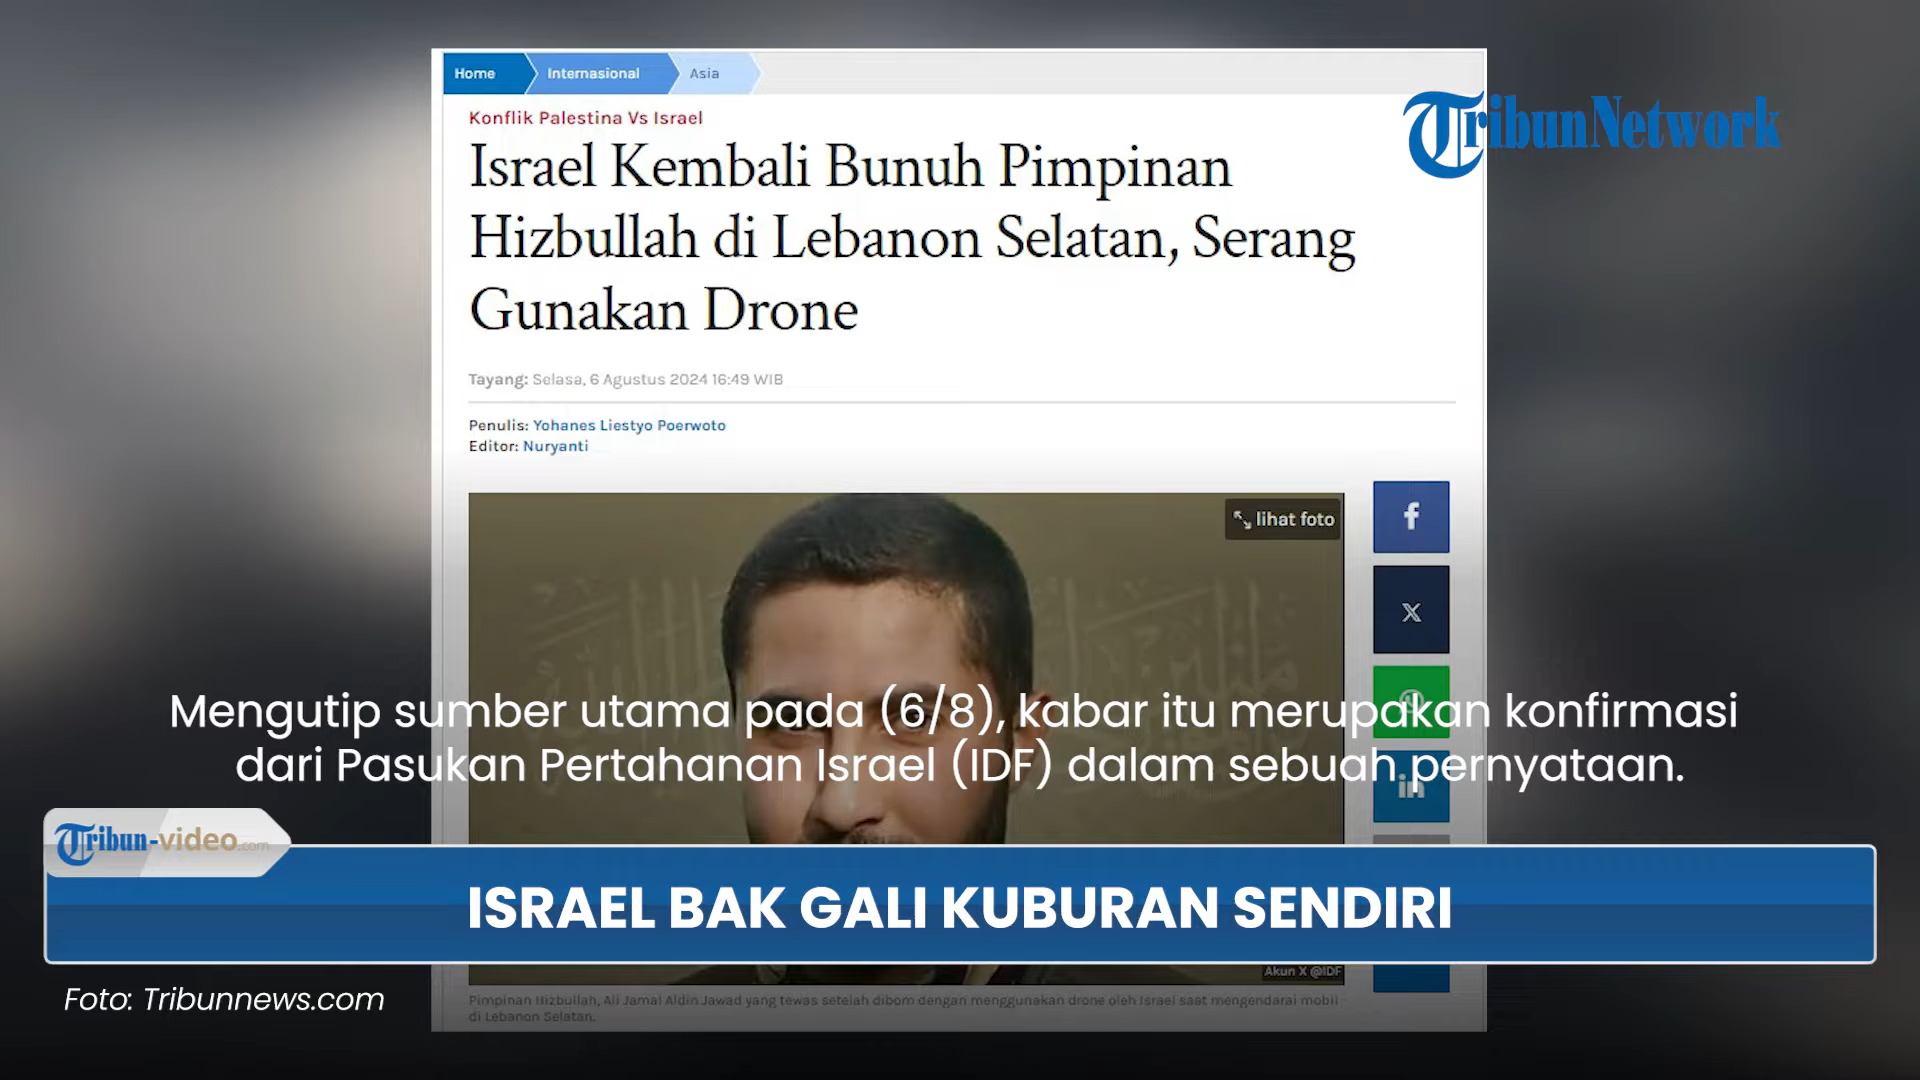 Home Internasional Asia
Konflik Palestina Vs Israel
TribunNetwork
Israel Kembali Bunuh Pimpinan
Hizbullah di Lebanon Selatan, Serang
Gunakan Drone
Tayang: Selasa, 6 Agustus 2024 16:49 WIB
Penulis: Yohanes Liestyo Poerwoto
Editor: Nuryanti
lihat foto
f
X
Mengutip sumber utama pada (6/8), kabar itu merupakan konfirmasi
dari Pasukan Pertahanan Israel (IDF) dalam sebuah pernyataan.
in
Tribun-video.com
ISRAEL BAK GALI KUBURAN SENDIRI
Akun X @IDF
Foto: Tribunnews.com
Pimpinan Hizbullah, Ali Jamal Aldin Jawad yang tewas setelah dibom dengan menggunakan drone oleh Israel saat mengendarai mobil
di Lebanon Selatan.